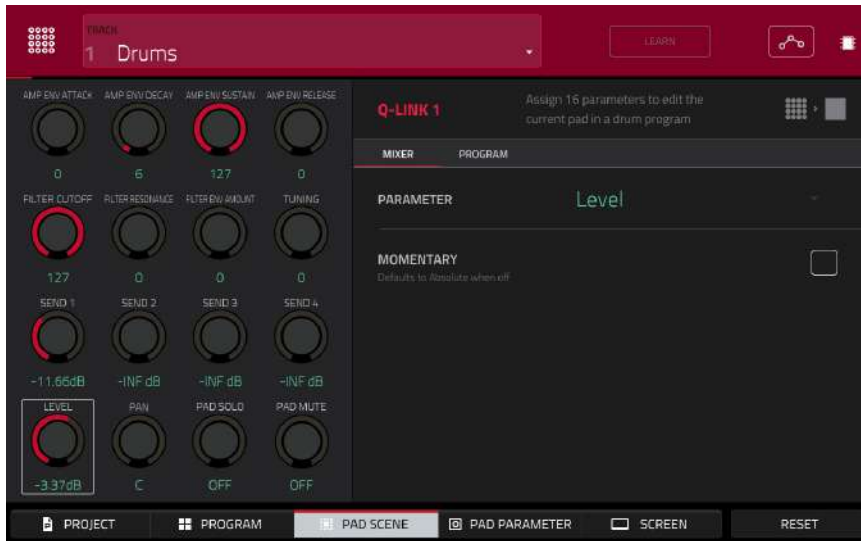 TRACK
1 Drums
LEARN
AMP ENV ATTACK AMP ENV DECAY AMP ENV SUSTAIN AMP ENV RELEASE
0 6 127 0
FILTER CUTOFF FILTER RESONANCE FILTER ENV AMOUNT TUNING
127 0 0 0
SEND 1 SEND 2 SEND 3 SEND 4
-11.66dB -INF dB -INF dB -INF dB
LEVEL PAN PAD SOLO PAD MUTE
-3.37dB C OFF OFF
Q-LINK 1
Assign 16 parameters to edit the
current pad in a drum program
MIXER PROGRAM
PARAMETER Level
MOMENTARY
Defaults to Absolute when off
PROJECT PROGRAM PAD SCENE PAD PARAMETER SCREEN RESET